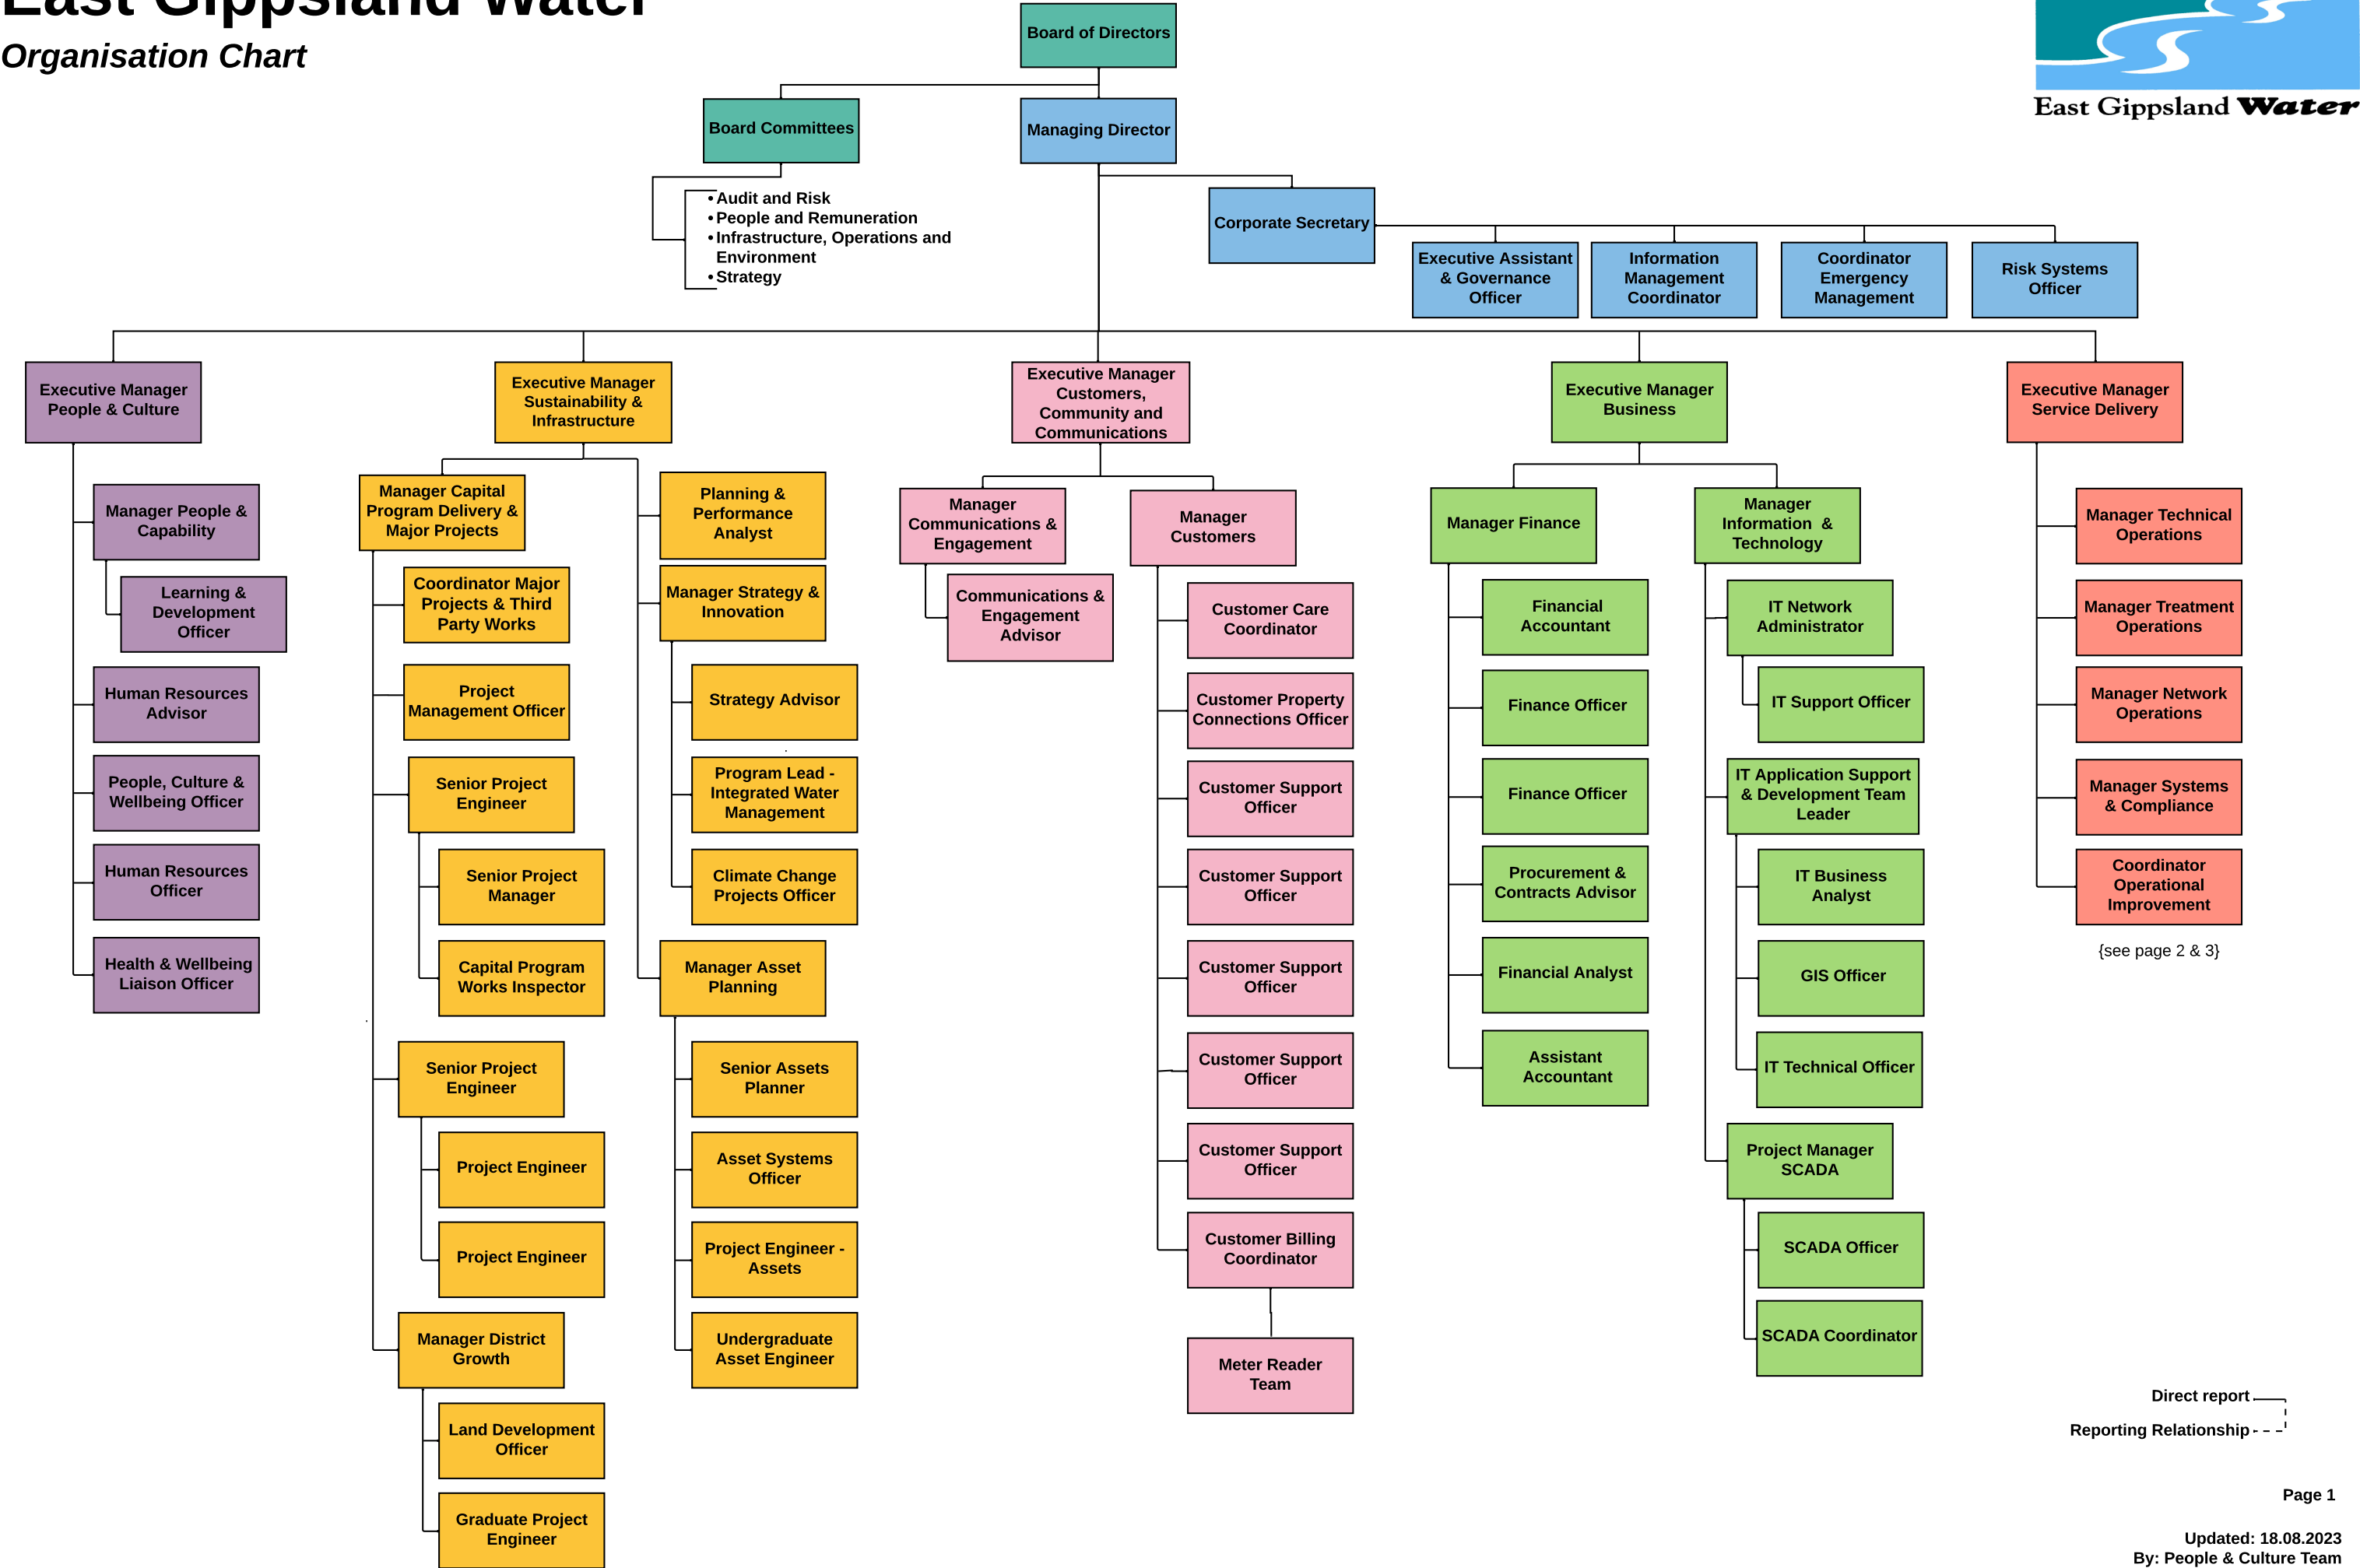 East Gippsland Water
Organisation Chart
Board of Directors
East Gippsland Water
Board Committees
Managing Director
• Audit and Risk
• People and Remuneration
• Infrastructure, Operations and
Environment
• Strategy
Corporate Secretary
Executive Assistant
& Governance
Officer
Information
Management
Coordinator
Coordinator
Emergency
Management
Risk Systems
Officer
Executive Manager
People & Culture
Manager People &
Capability
Learning &
Development
Officer
Human Resources
Advisor
People, Culture &
Wellbeing Officer
Human Resources
Officer
Health & Wellbeing
Liaison Officer
Executive Manager
Sustainability &
Infrastructure
Manager Capital
Program Delivery &
Major Projects
Coordinator Major
Projects & Third
Party Works
Project
Management Officer
Senior Project
Engineer
Senior Project
Manager
Capital Program
Works Inspector
Senior Project
Engineer
Project Engineer
Project Engineer
Manager District
Growth
Land Development
Officer
Graduate Project
Engineer
Planning &
Performance
Analyst
Manager Strategy &
Innovation
Strategy Advisor
Program Lead -
Integrated Water
Management
Climate Change
Projects Officer
Manager Asset
Planning
Senior Assets
Planner
Asset Systems
Officer
Project Engineer -
Assets
Undergraduate
Asset Engineer
Executive Manager
Customers,
Community and
Communications
Manager
Communications &
Engagement
Communications &
Engagement
Advisor
Manager
Customers
Customer Care
Coordinator
Customer Property
Connections Officer
Customer Support
Officer
Customer Support
Officer
Customer Support
Officer
Customer Support
Officer
Customer Support
Officer
Customer Billing
Coordinator
Meter Reader
Team
Executive Manager
Business
Manager Finance
Financial
Accountant
Finance Officer
Finance Officer
Procurement &
Contracts Advisor
Financial Analyst
Assistant
Accountant
Manager
Information &
Technology
IT Network
Administrator
IT Support Officer
IT Application Support
& Development Team
Leader
IT Business
Analyst
GIS Officer
IT Technical Officer
Project Manager
SCADA
SCADA Officer
SCADA Coordinator
Executive Manager
Service Delivery
Manager Technical
Operations
Manager Treatment
Operations
Manager Network
Operations
Manager Systems
& Compliance
Coordinator
Operational
Improvement
{see page 2 & 3}
Direct report
Reporting Relationship
Page 1
Updated: 18.08.2023
By: People & Culture Team